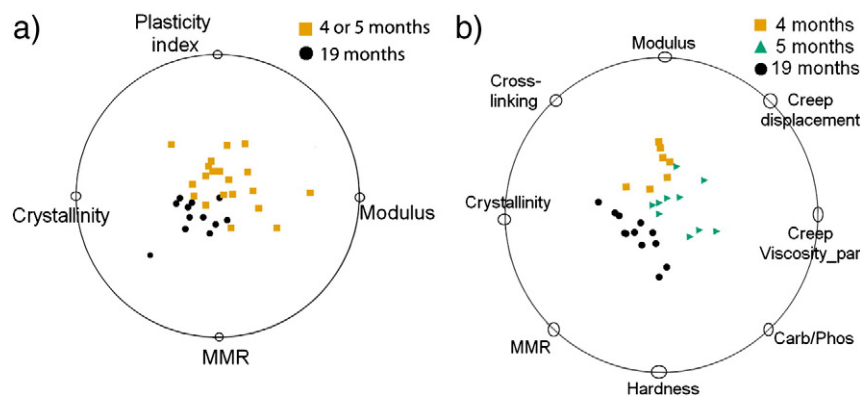 a)
Plasticity
index
4 or 5 months
19 months
Crystallinity
Modulus
MMR
b)
4 months
5 months
19 months
Modulus
Cross-
linking
Creep
displacement
Crystallinity
Creep
Viscosity_par
MMR
Carb/Phos
Hardness